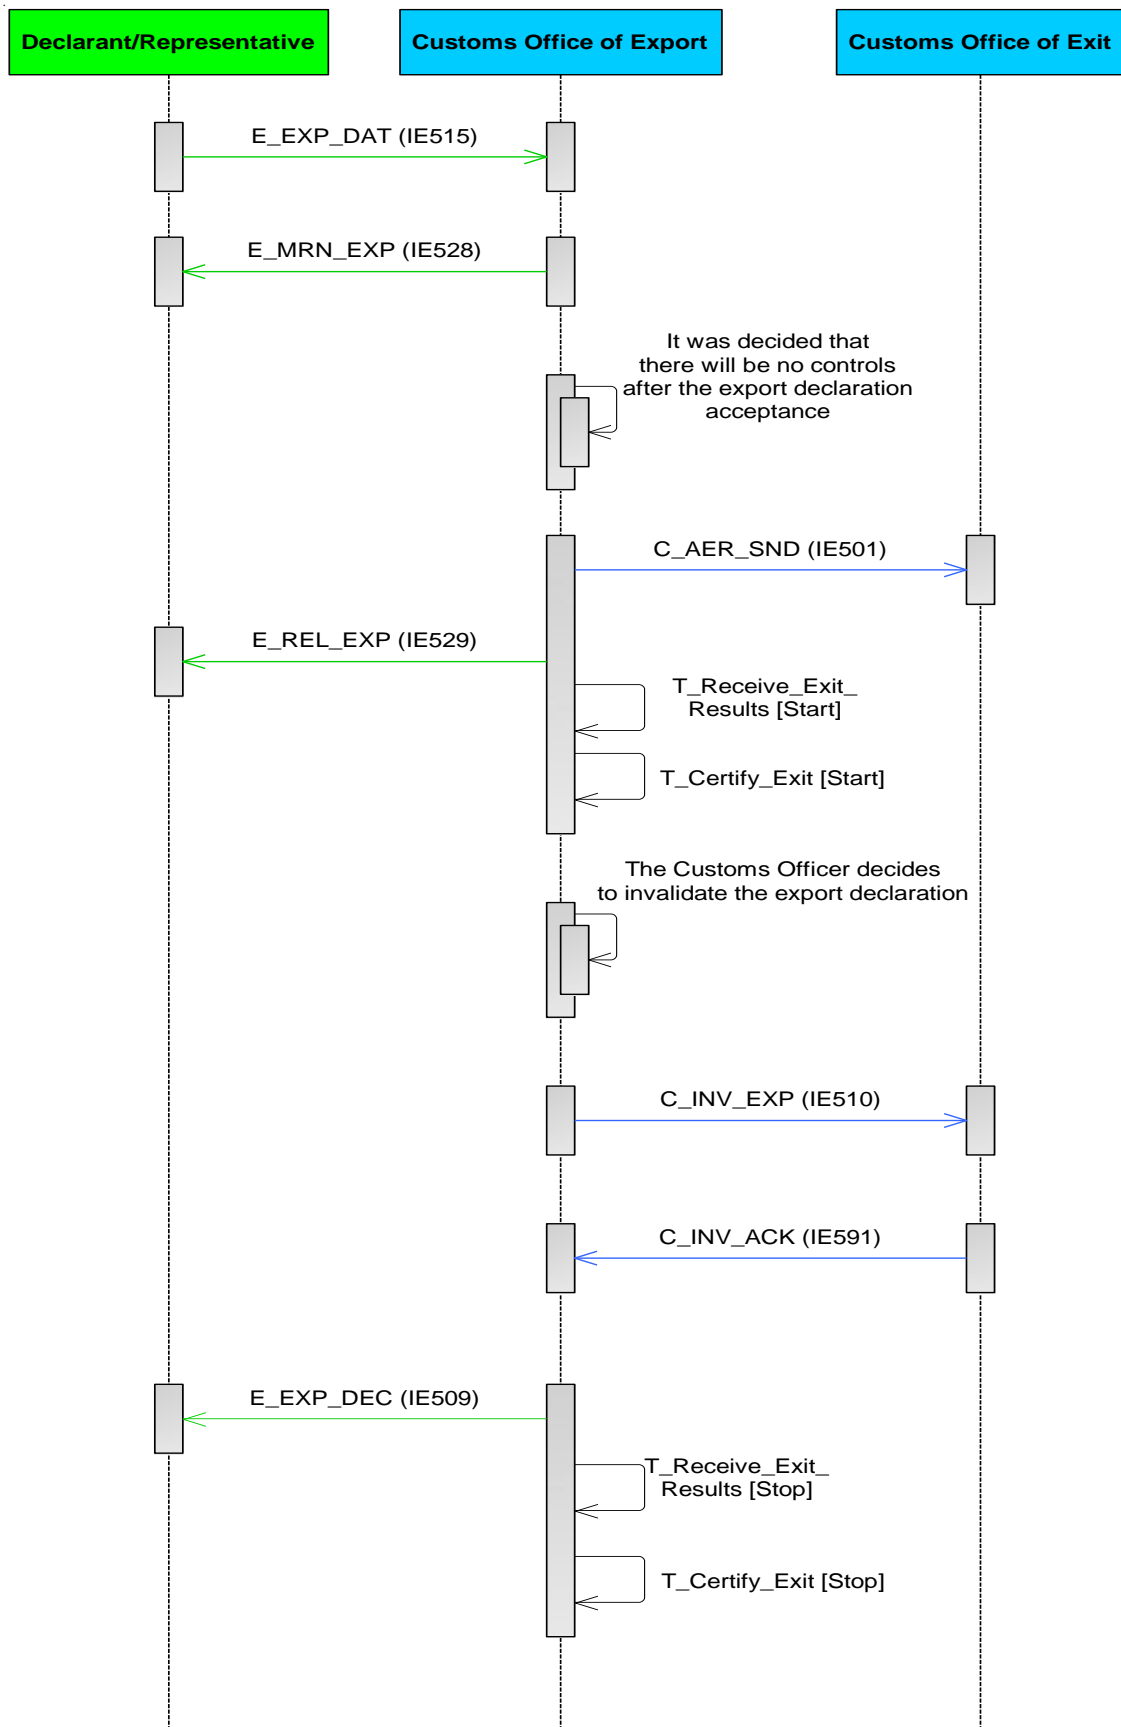 Declarant/Representative
Customs Office of Export
Customs Office of Exit
E_EXP_DAT (IE515)
E_MRN_EXP (IE528)
It was decided that
there will be no controls
after the export declaration
acceptance
C_AER_SND (IE501)
E_REL_EXP (IE529)
T_Receive_Exit_
Results [Start]
T_Certify_Exit [Start]
The Customs Officer decides
to invalidate the export declaration
C_INV_EXP (IE510)
C_INV_ACK (IE591)
E_EXP_DEC (IE509)
T_Receive_Exit_
Results [Stop]
T_Certify_Exit [Stop]